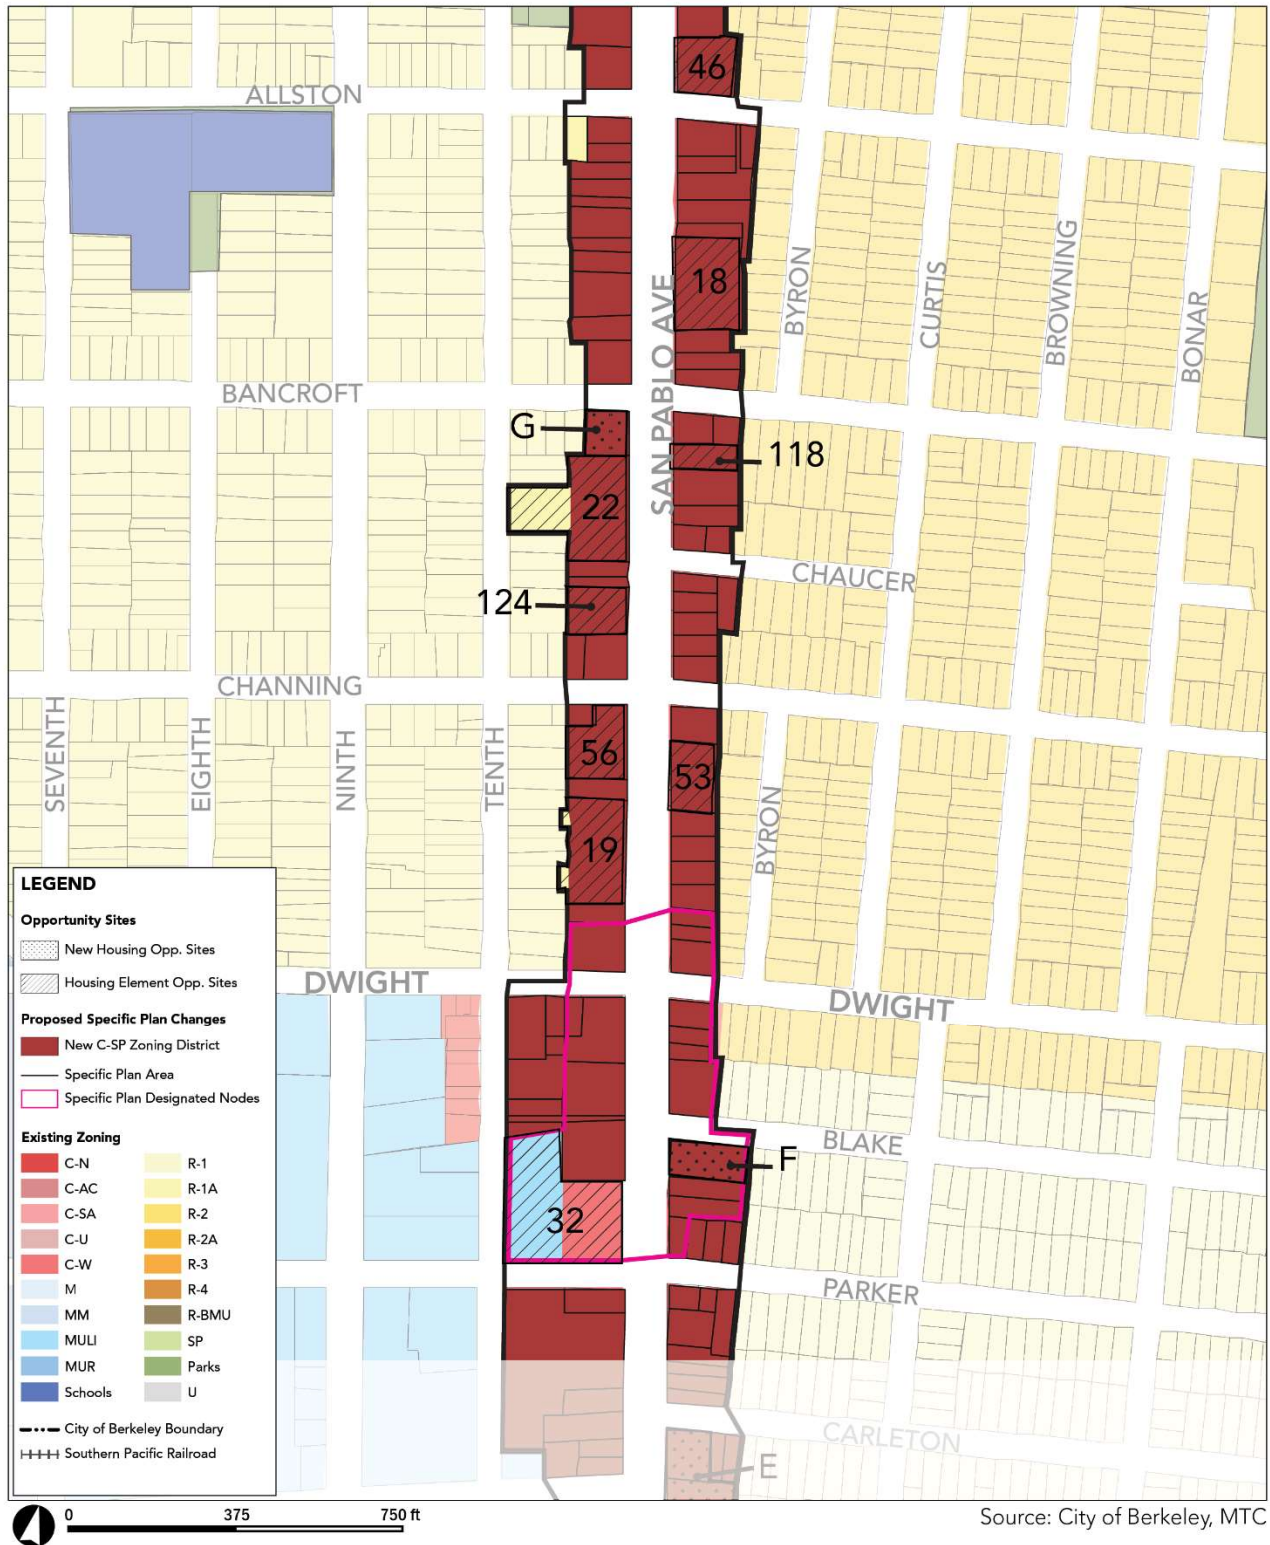 46
ALLSTON
18
SAN PABLO AVE
BYRON
CURTIS
BROWNING
BONAR
BANCROFT
G
118
22
CHAUCER
124
CHANNING
SEVENTH
EIGHTH
NINTH
TENTH
56
53
BYRON
19
DWIGHT
DWIGHT
BLAKE
F
32
PARKER
CARLETON
E
LEGEND
Opportunity Sites
New Housing Opp. Sites
Housing Element Opp. Sites
Proposed Specific Plan Changes
New C-SP Zoning District
Specific Plan Area
Specific Plan Designated Nodes
Existing Zoning
C-N
C-AC
C-SA
C-U
C-W
M
MM
MULI
MUR
Schools
R-1
R-1A
R-2
R-2A
R-3
R-4
R-BMU
SP
Parks
U
City of Berkeley Boundary
Southern Pacific Railroad
0 375 750 ft
Source: City of Berkeley, MTC